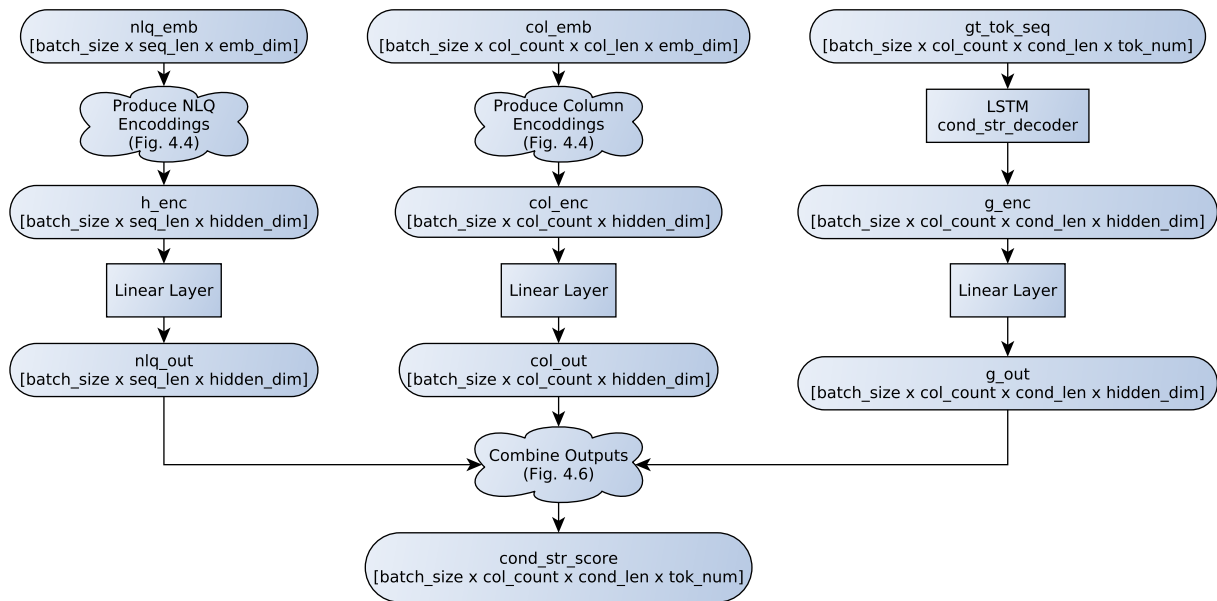 nlq_emb
[batch_size x seq_len x emb_dim]
col_emb
[batch_size x col_count x col_len x emb_dim]
gt_tok_seq
[batch_size x col_count x cond_len x tok_num]
Produce NLQ
Encoddings
(Fig. 4.4)
Produce Column
Encodings
(Fig. 4.4)
LSTM
cond_str_decoder
h_enc
[batch_size x seq_len x hidden_dim]
col_enc
[batch_size x col_count x hidden_dim]
g_enc
[batch_size x col_count x cond_len x hidden_dim]
Linear Layer
Linear Layer
Linear Layer
nlq_out
[batch_size x seq_len x hidden_dim]
col_out
[batch_size x col_count x hidden_dim]
g_out
[batch_size x col_count x cond_len x hidden_dim]
Combine Outputs
(Fig. 4.6)
cond_str_score
[batch_size x col_count x cond_len x tok_num]